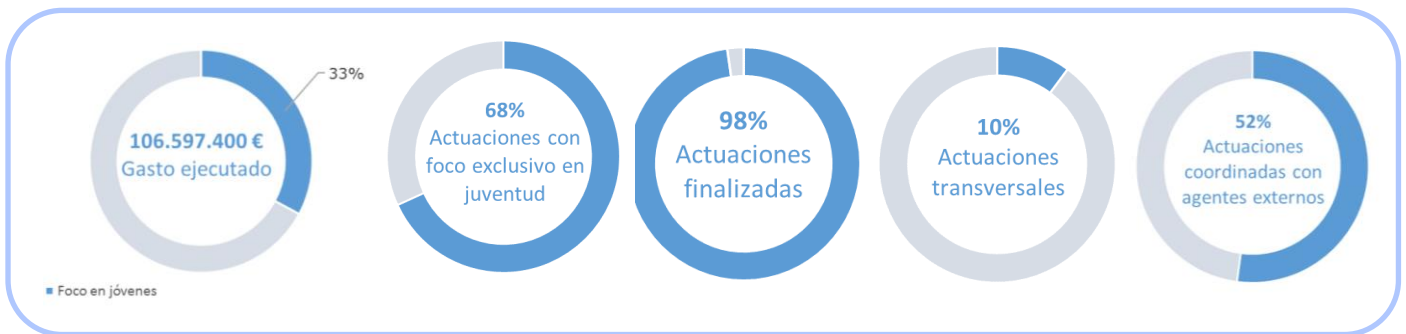 33%
106.597.400 €
Gasto ejecutado
Foco en jóvenes
68%
Actuaciones con
foco exclusivo en
juventud
98%
Actuaciones
finalizadas
10%
Actuaciones
transversales
52%
Actuaciones
coordinadas con
agentes externos